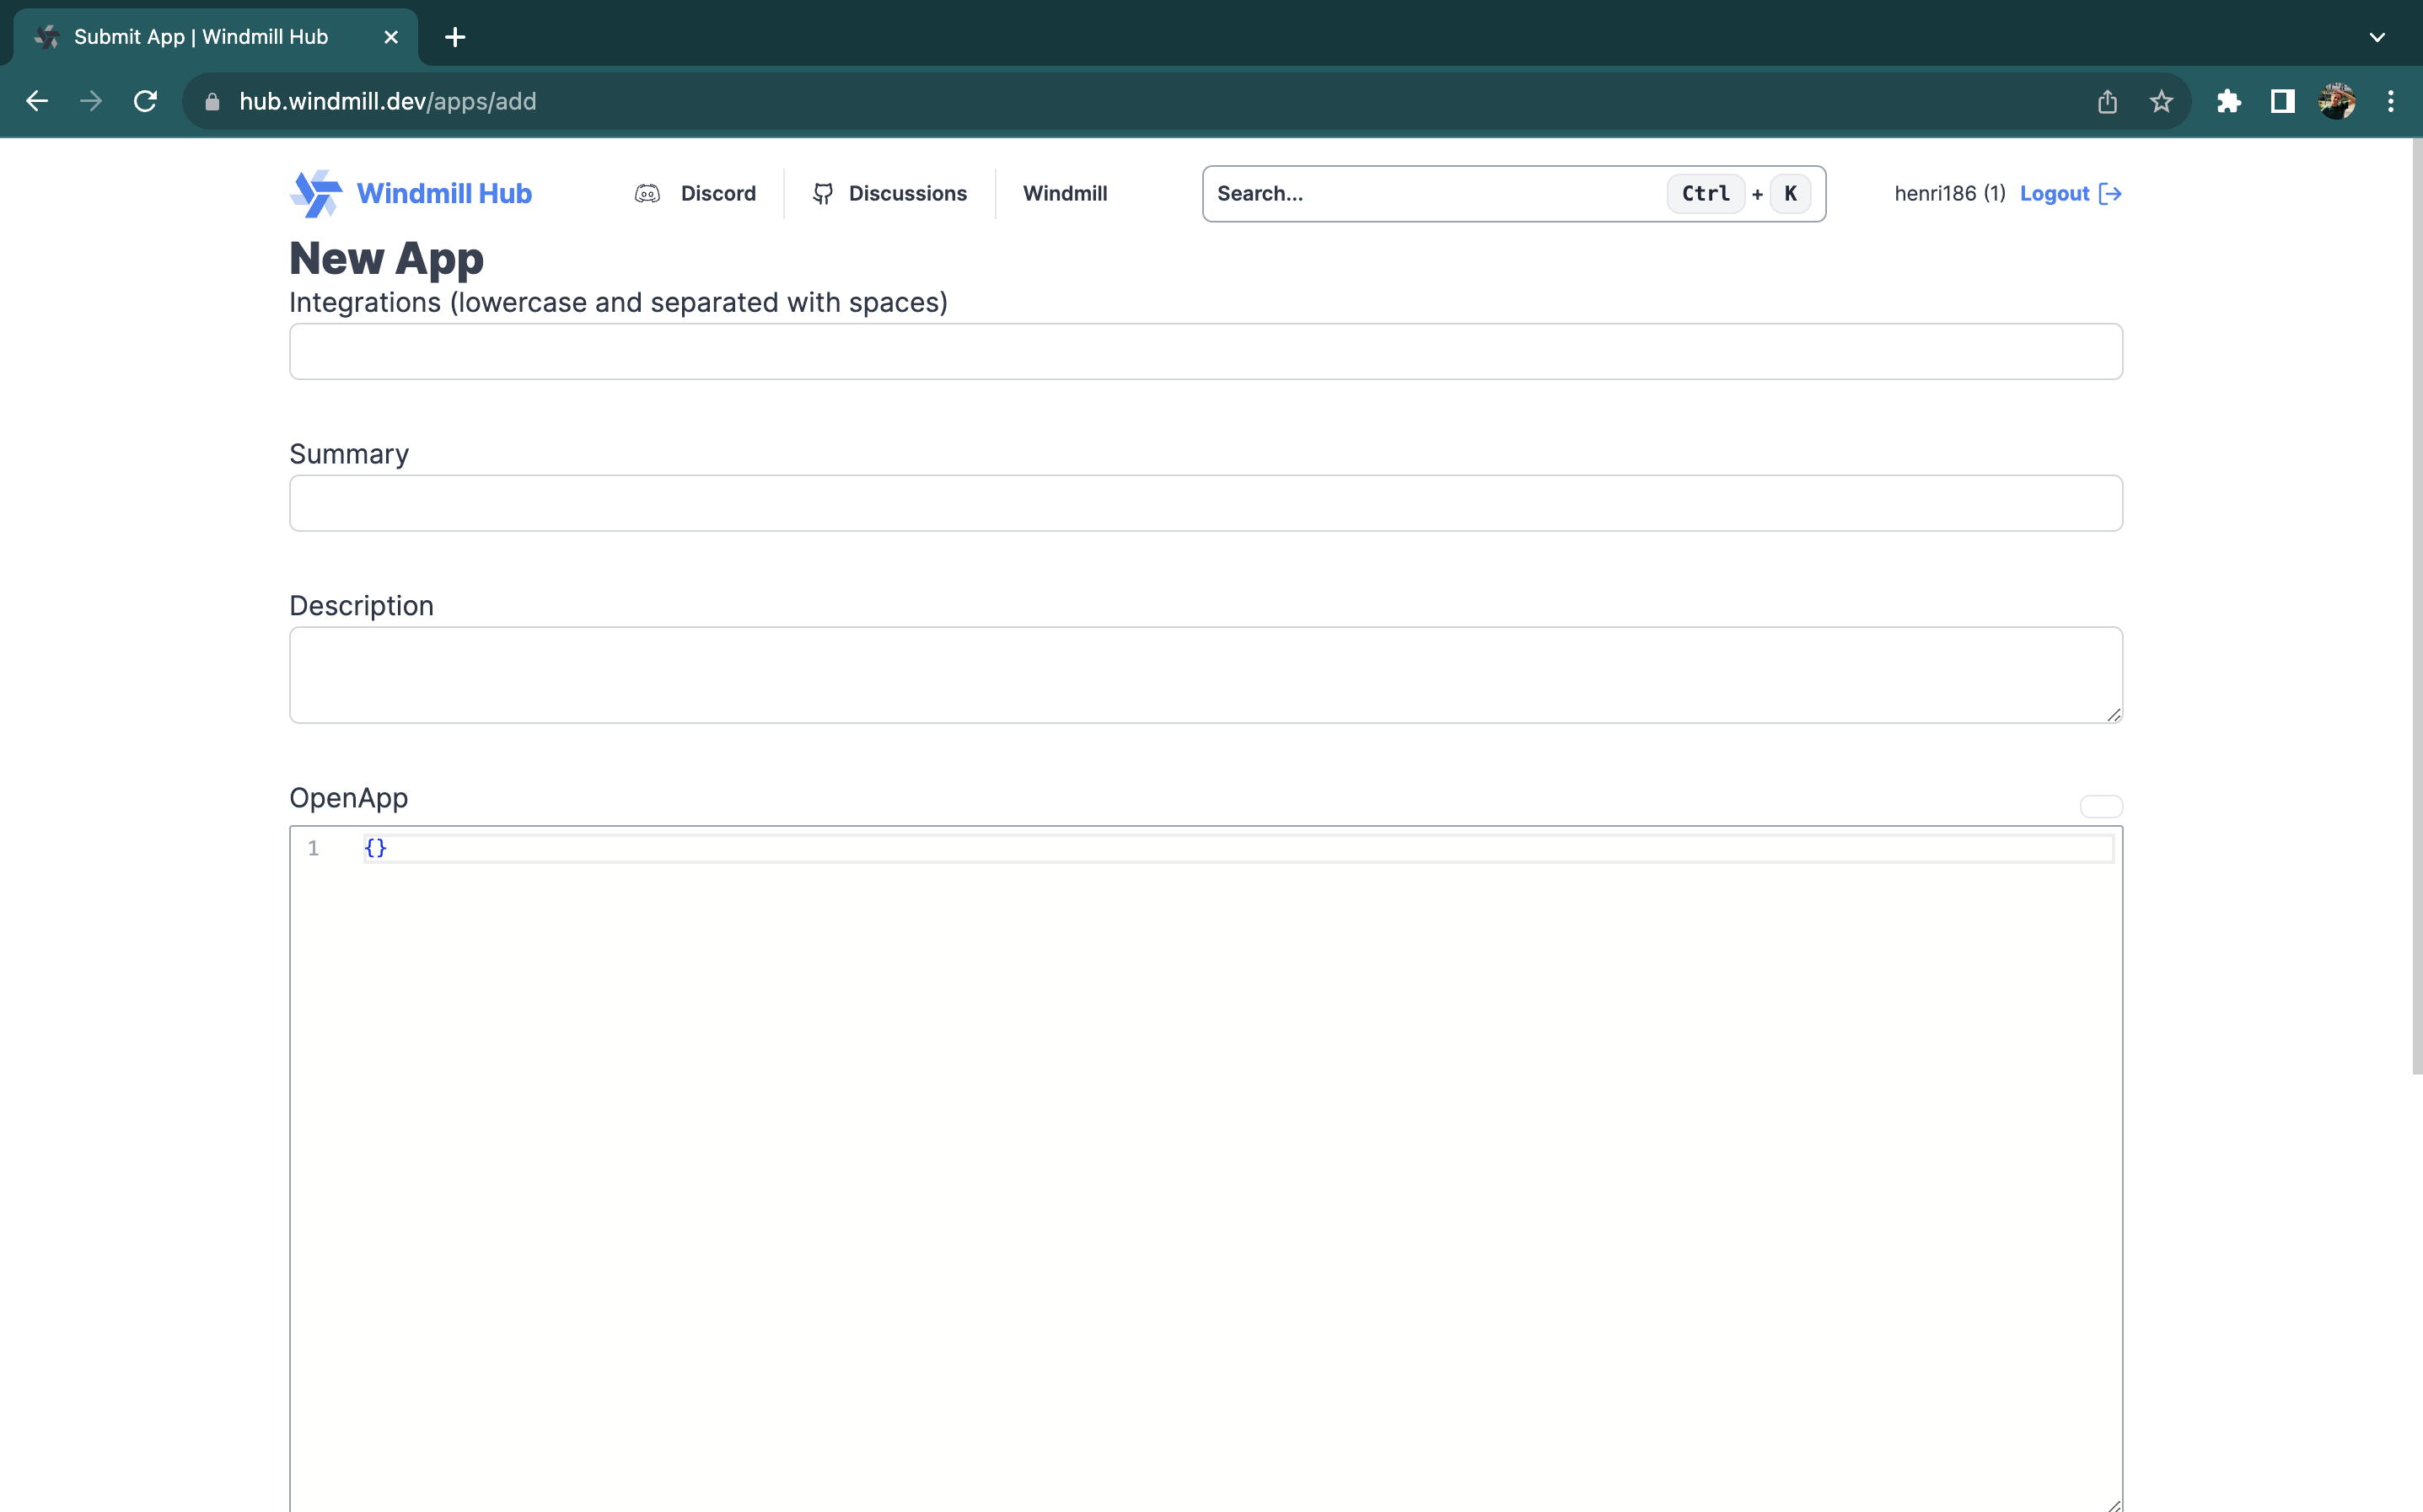 Submit App | Windmill Hub
hub.windmill.dev/apps/add
Windmill Hub Discord Discussions Windmill Search... Ctrl + K henri186 (1) Logout
New App
Integrations (lowercase and separated with spaces)
Summary
Description
OpenApp
1 {}